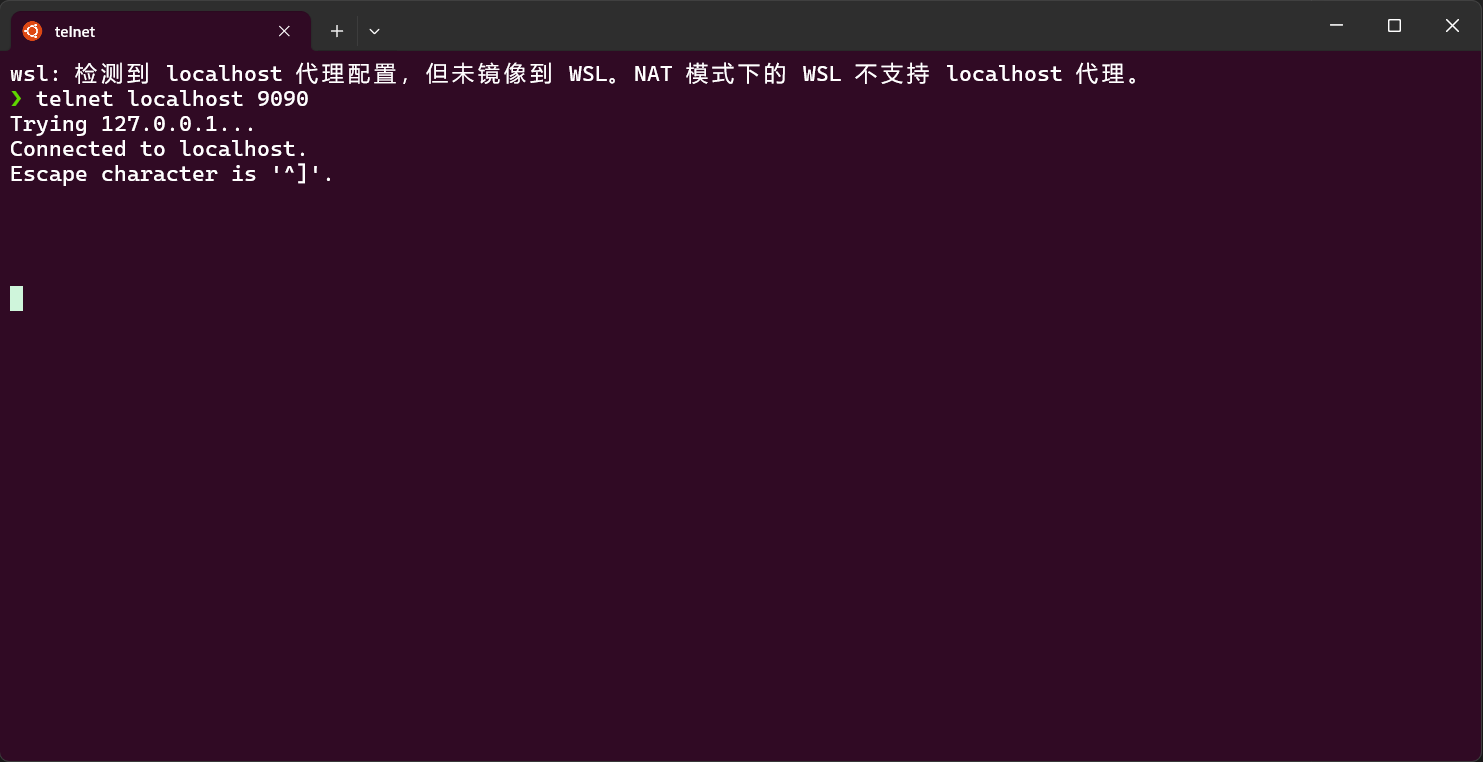 telnet
wsl: 检测到 localhost 代理配置，但未镜像到 WSL。NAT 模式下的 WSL 不支持 localhost 代理。
❯ telnet localhost 9090
Trying 127.0.0.1...
Connected to localhost.
Escape character is '^]'.